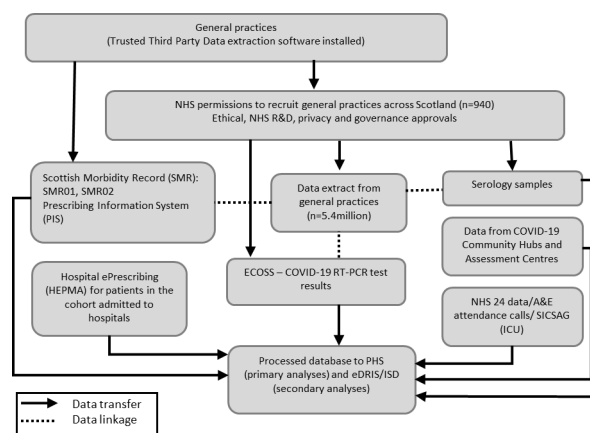 General practices
(Trusted Third Party Data extraction software installed)
NHS permissions to recruit general practices across Scotland (n=940)
Ethical, NHS R&D, privacy and governance approvals
Scottish Morbidity Record (SMR):
SMR01, SMR02
Prescribing Information System
(PIS)
Data extract from
general practices
(n=5.4million)
Serology samples
Data from COVID-19
Community Hubs and
Assessment Centres
Hospital ePrescribing
(HEPMA) for patients in the
cohort admitted to
hospitals
ECOSS – COVID-19 RT-PCR test
results
NHS 24 data/A&E
attendance calls/ SICSAG
(ICU)
Processed database to PHS
(primary analyses) and eDRIS/ISD
(secondary analyses)
Data transfer
Data linkage